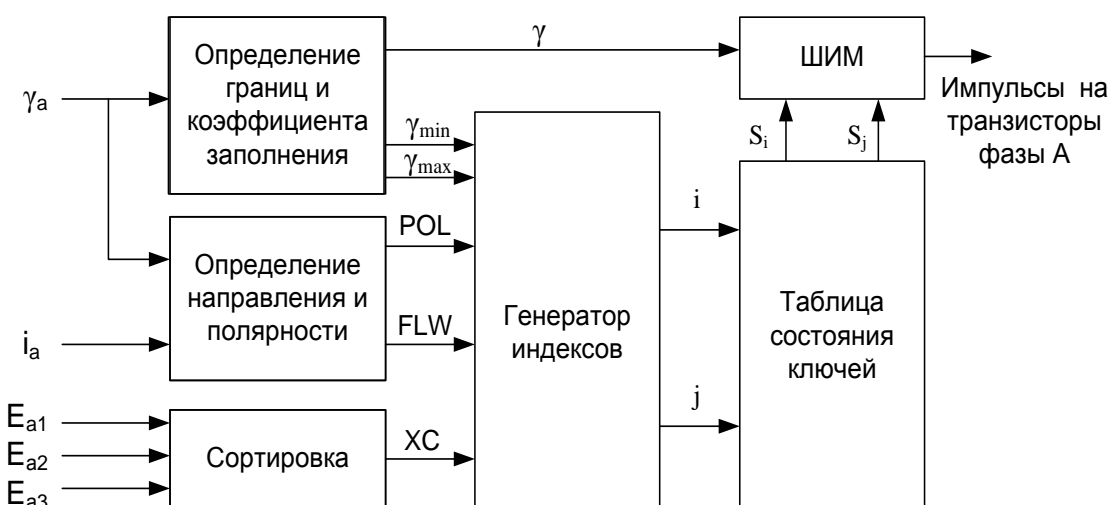 γa
ia
Ea1
Ea2
Ea3
Определение
границ и
коэффициента
заполнения
Определение
направления и
полярности
Сортировка
γ
γmin
γmax
POL
FLW
XC
Генератор
индексов
i
j
ШИМ
Si
Sj
Таблица
состояния
ключей
Импульсы на
транзисторы
фазы А